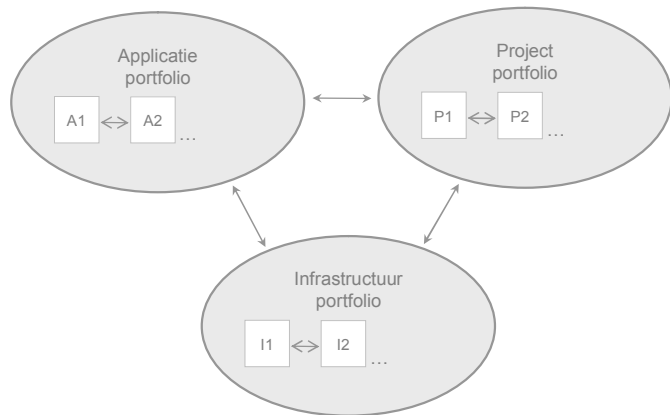 Applicatie
portfolio
A1
A2
...
Project
portfolio
P1
P2
...
Infrastructuur
portfolio
I1
I2
...